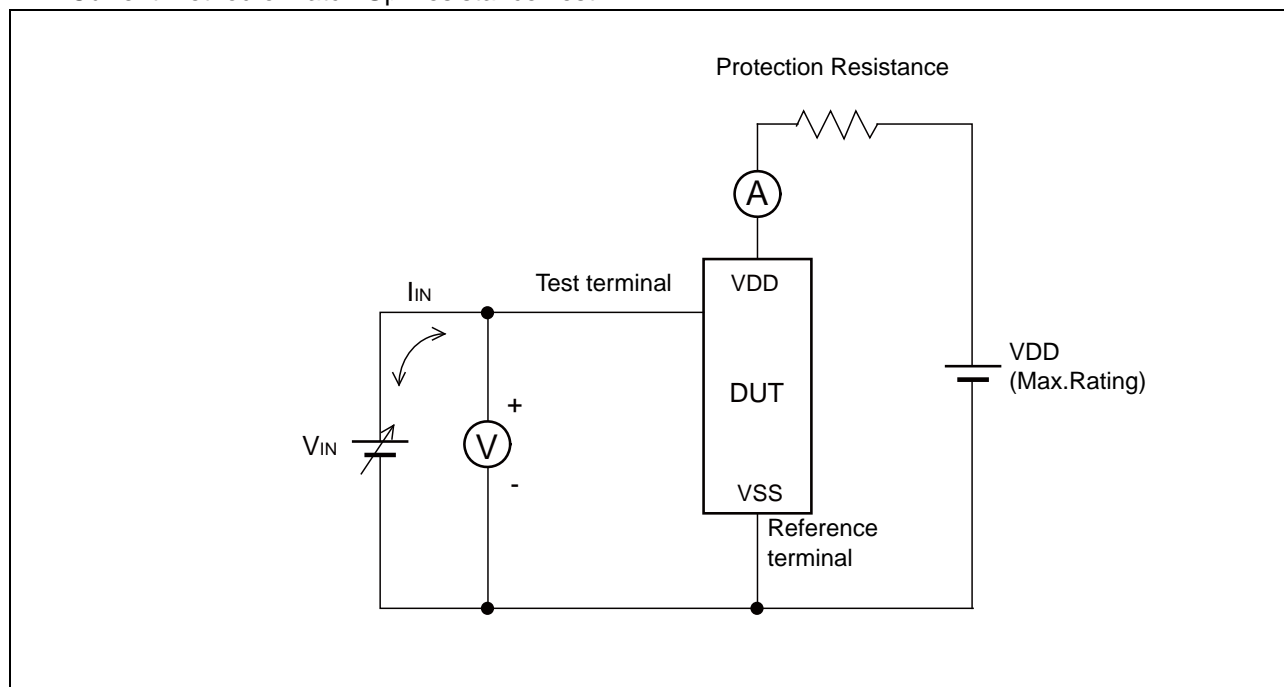 Protection Resistance
A
IIN
Test terminal
VDD
VDD
(Max.Rating)
DUT
+
VIN
V
-
VSS
Reference
terminal